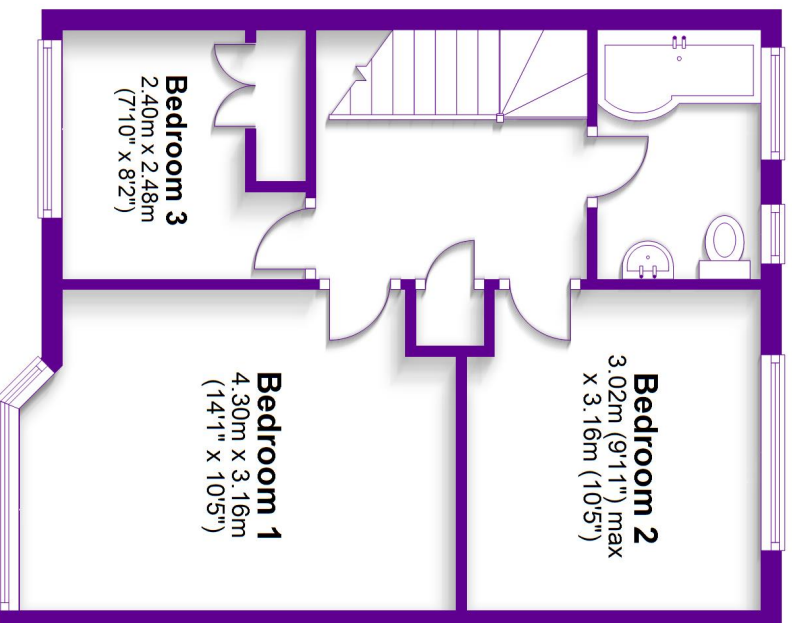 Bedroom 3
2.40m x 2.48m
(7'10" x 8'2")
Bedroom 1
4.30m x 3.16m
(14'1" x 10'5")
Bedroom 2
3.02m (9'11") max
x 3.16m (10'5")